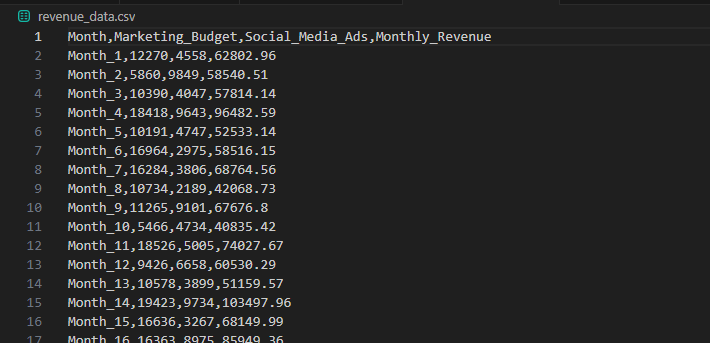 revenue_data.csv
1 Month,Marketing_Budget,Social_Media_Ads,Monthly_Revenue
2 Month_1,12270,4558,62802.96
3 Month_2,5860,9849,58540.51
4 Month_3,10390,4047,57814.14
5 Month_4,18418,9643,96482.59
6 Month_5,10191,4747,52533.14
7 Month_6,16964,2975,58516.15
8 Month_7,16284,3806,68764.56
9 Month_8,10734,2189,42068.73
10 Month_9,11265,9101,67676.8
11 Month_10,5466,4734,40835.42
12 Month_11,18526,5005,74027.67
13 Month_12,9426,6658,60530.29
14 Month_13,10578,3899,51159.57
15 Month_14,19423,9734,103497.96
16 Month_15,16636,3267,68149.99
17 Month_16,16363,8975,85949.36